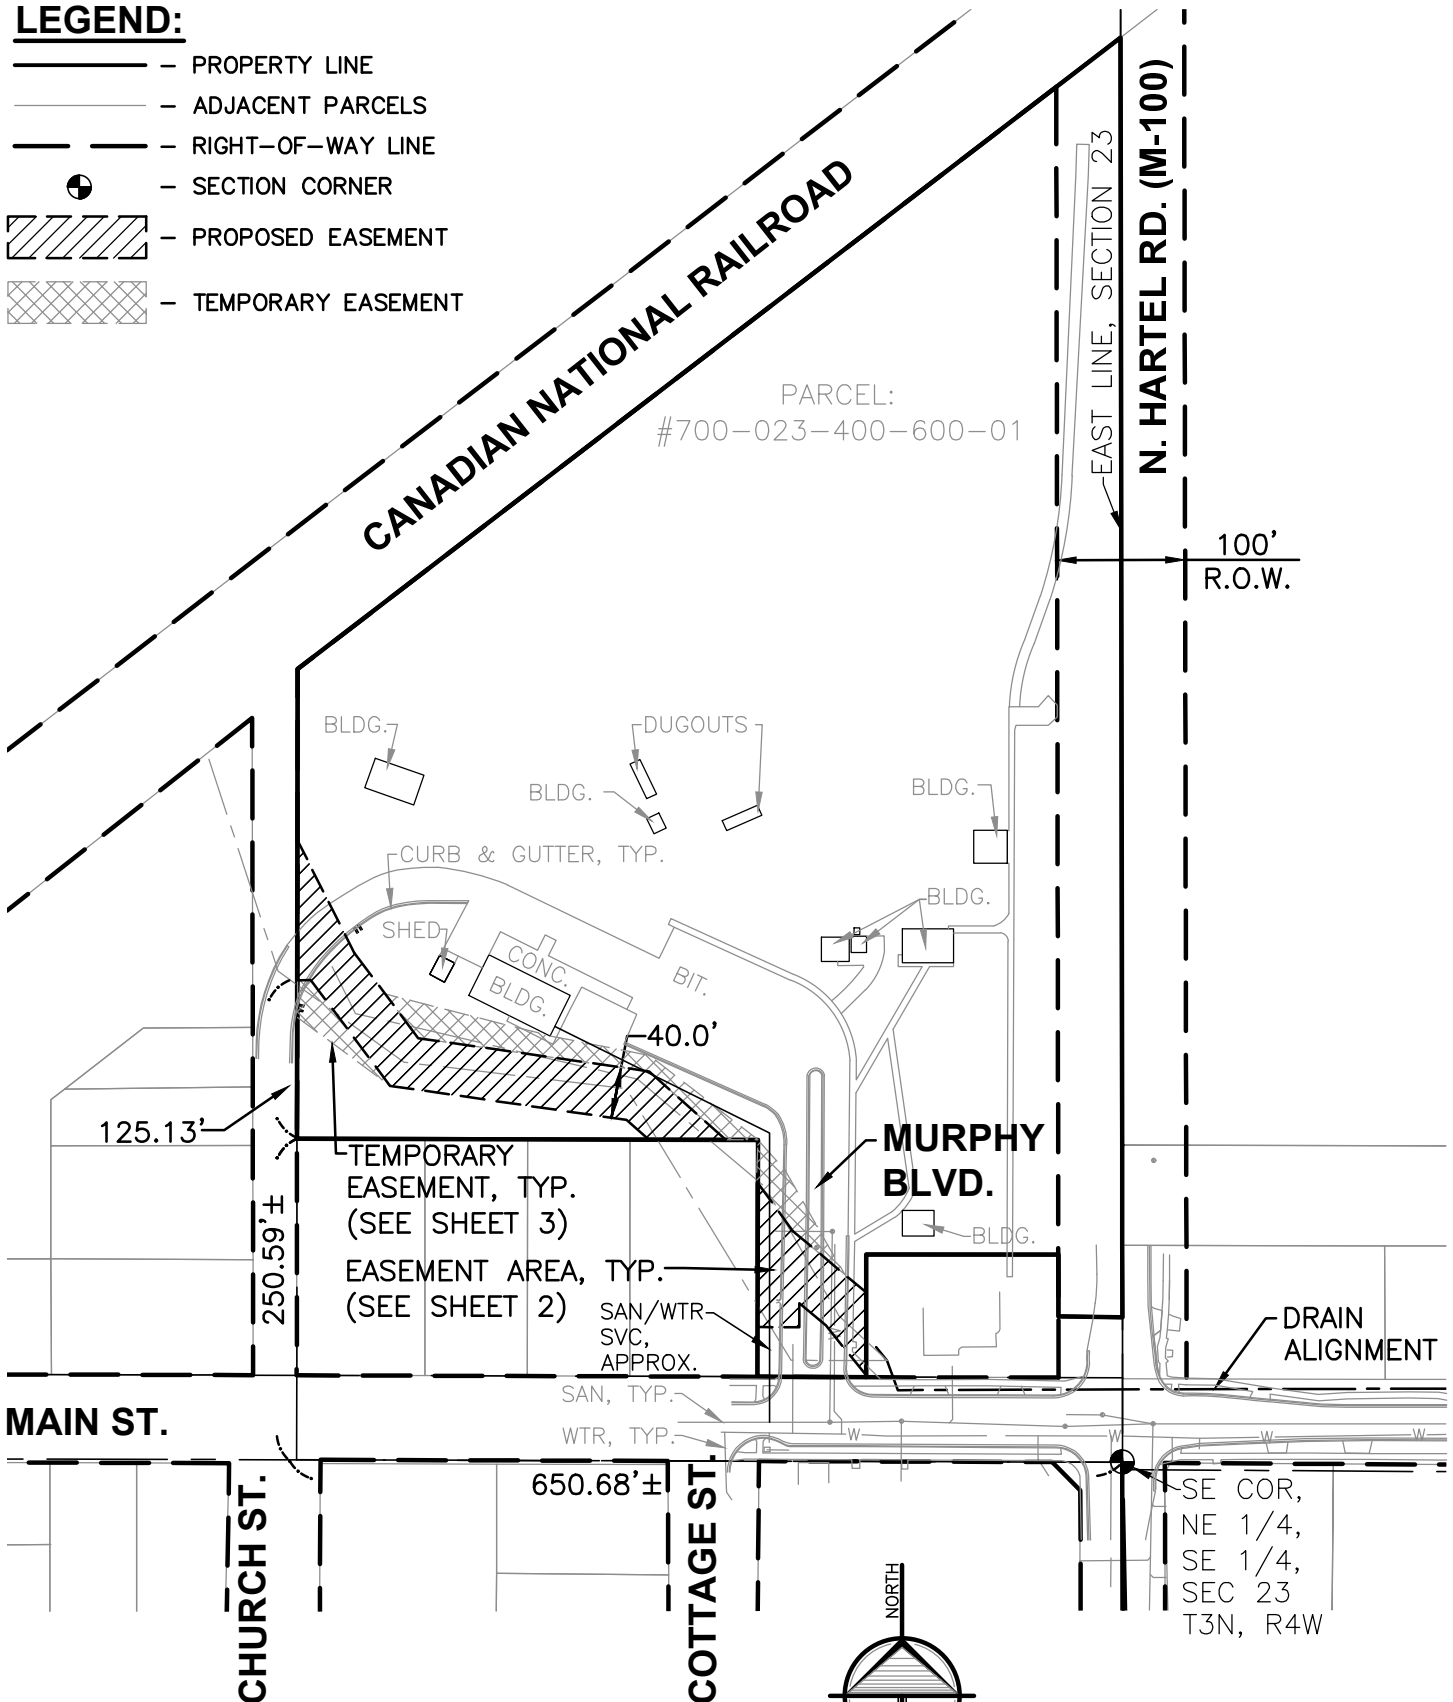 LEGEND:
– PROPERTY LINE
– ADJACENT PARCELS
– RIGHT-OF-WAY LINE
– SECTION CORNER
– PROPOSED EASEMENT
– TEMPORARY EASEMENT
CANADIAN NATIONAL RAILROAD
PARCEL:
#700-023-400-600-01
EAST LINE, SECTION 23
N. HARTEL RD. (M-100)
100'
R.O.W.
BLDG.
DUGOUTS
BLDG.
BLDG.
CURB & GUTTER, TYP.
BLDG.
SHED
CONC.
BLDG.
BIT.
40.0'
125.13'
MURPHY
BLVD.
TEMPORARY
EASEMENT, TYP.
(SEE SHEET 3)
250.59'±
BLDG.
EASEMENT AREA, TYP.
(SEE SHEET 2)
SAN/WTR
SVC,
APPROX.
DRAIN
ALIGNMENT
SAN, TYP.
MAIN ST.
WTR, TYP.
W
W
W
W
650.68'±
CHURCH ST.
COTTAGE ST.
SE COR,
NE 1/4,
SE 1/4,
SEC 23
T3N, R4W
NORTH